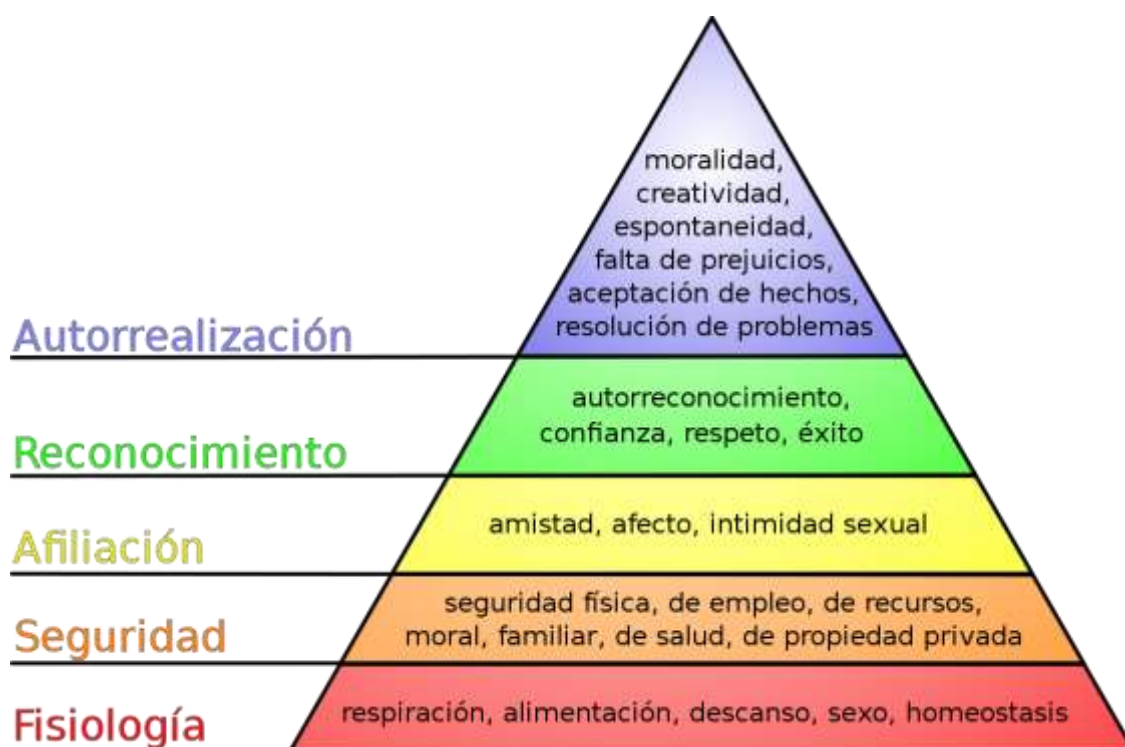 moralidad,
creatividad,
espontaneidad,
falta de prejuicios,
aceptación de hechos,
resolución de problemas
Autorrealización
autorreconocimiento,
confianza, respeto, éxito
Reconocimiento
amistad, afecto, intimidad sexual
Afiliación
seguridad física, de empleo, de recursos,
moral, familiar, de salud, de propiedad privada
Seguridad
respiración, alimentación, descanso, sexo, homeostasis
Fisiología